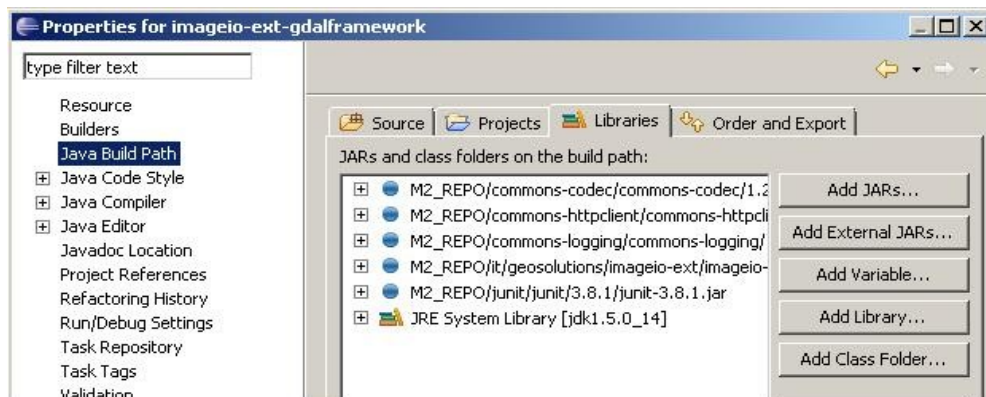 Properties for imageio-ext-gdalframework
type filter text
Resource
Builders
Java Build Path
Java Code Style
Java Compiler
Java Editor
Javadoc Location
Project References
Refactoring History
Run/Debug Settings
Task Repository
Task Tags
Validation
Source
Projects
Libraries
Order and Export
JARs and class folders on the build path:
M2_REPO/commons-codec/commons-codec/1.2
M2_REPO/commons-httpclient/commons-httpcli
M2_REPO/commons-logging/commons-logging/
M2_REPO/it/geosolutions/imageio-ext/imageio-
M2_REPO/junit/junit/3.8.1/junit-3.8.1.jar
JRE System Library [jdk1.5.0_14]
Add JARs...
Add External JARs...
Add Variable...
Add Library...
Add Class Folder...